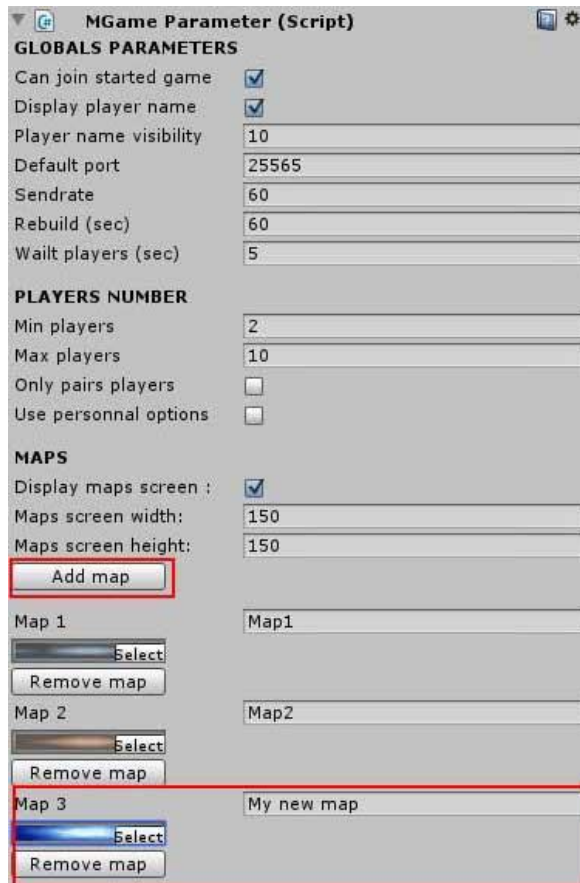 MGame Parameter (Script)
GLOBALS PARAMETERS
Can join started game
Display player name
Player name visibility 10
Default port 25565
Sendrate 60
Rebuild (sec) 60
Wailt players (sec) 5
PLAYERS NUMBER
Min players 2
Max players 10
Only pairs players
Use personnal options
MAPS
Display maps screen :
Maps screen width: 150
Maps screen height: 150
Add map
Map 1 Map1
Select
Remove map
Map 2 Map2
Select
Remove map
Map 3 My new map
Select
Remove map